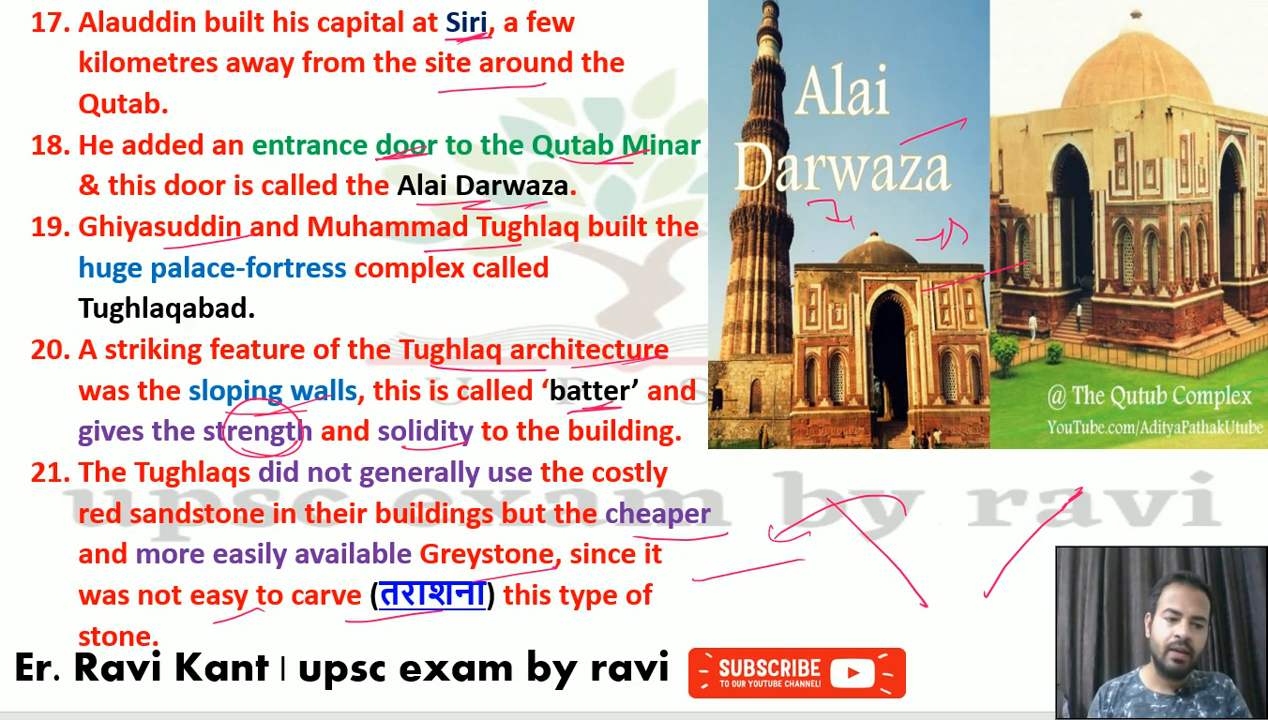 17. Alauddin built his capital at Siri, a few
kilometres away from the site around the
Qutab.
18. He added an entrance door to the Qutab Minar
& this door is called the Alai Darwaza.
19. Ghiyasuddin and Muhammad Tughlaq built the
huge palace-fortress complex called
Tughlaqabad.
20. A striking feature of the Tughlaq architecture
was the sloping walls, this is called ‘batter’ and
gives the strength and solidity to the building.
21. The Tughlaqs did not generally use the costly
red sandstone in their buildings but the cheaper
and more easily available Greystone, since it
was not easy to carve (तराशना) this type of
stone.
Alai
Darwaza
@ The Qutub Complex
YouTube.com/AdityaPathakUtube
U P S
upsc exam by ravi
Er. Ravi Kant | upsc exam by ravi
SUBSCRIBE
TO OUR YOUTUBE CHANNEL!